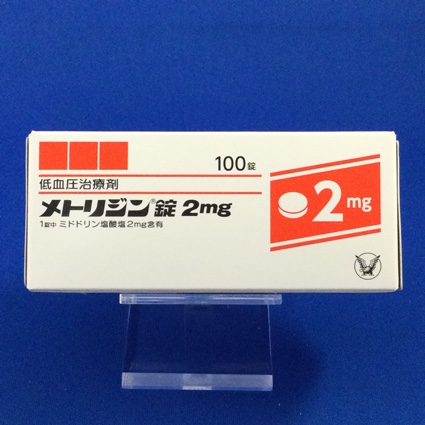 100錠
低血圧治療剤
メトリジン®錠 2mg
1錠中 ミドドリン塩酸塩2mg含有
2mg